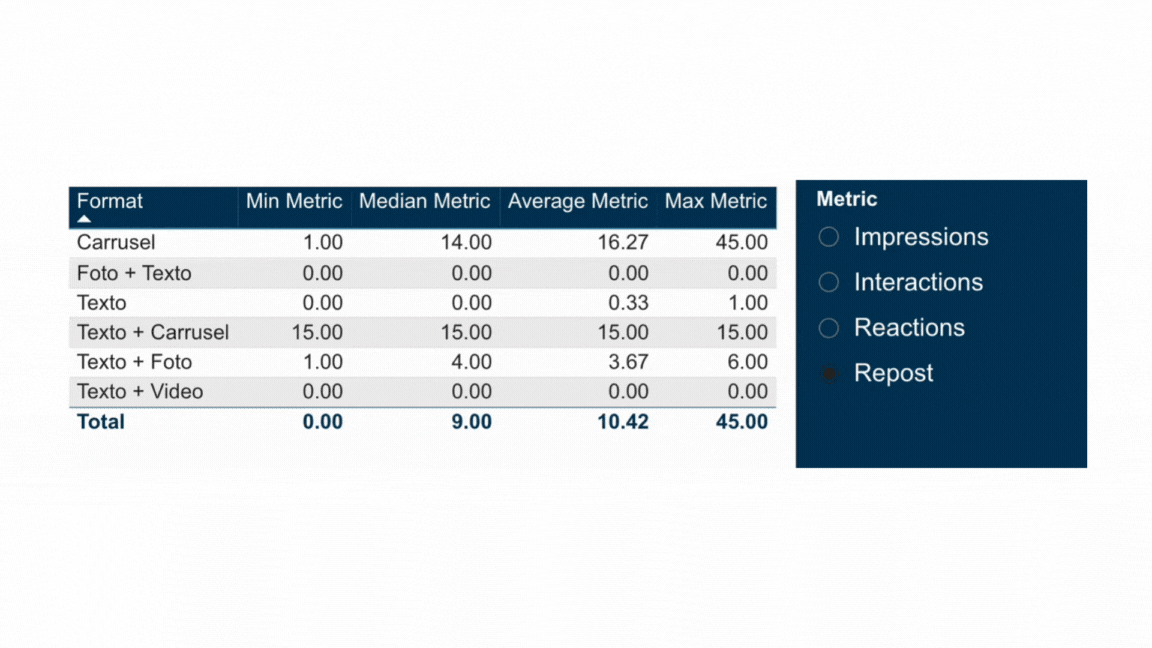 Format Min Metric Median Metric Average Metric Max Metric
Carrusel 1.00 14.00 16.27 45.00
Foto + Texto 0.00 0.00 0.00 0.00
Texto 0.00 0.00 0.33 1.00
Texto + Carrusel 15.00 15.00 15.00 15.00
Texto + Foto 1.00 4.00 3.67 6.00
Texto + Video 0.00 0.00 0.00 0.00
Total 0.00 9.00 10.42 45.00
Metric
Impressions
Interactions
Reactions
Repost